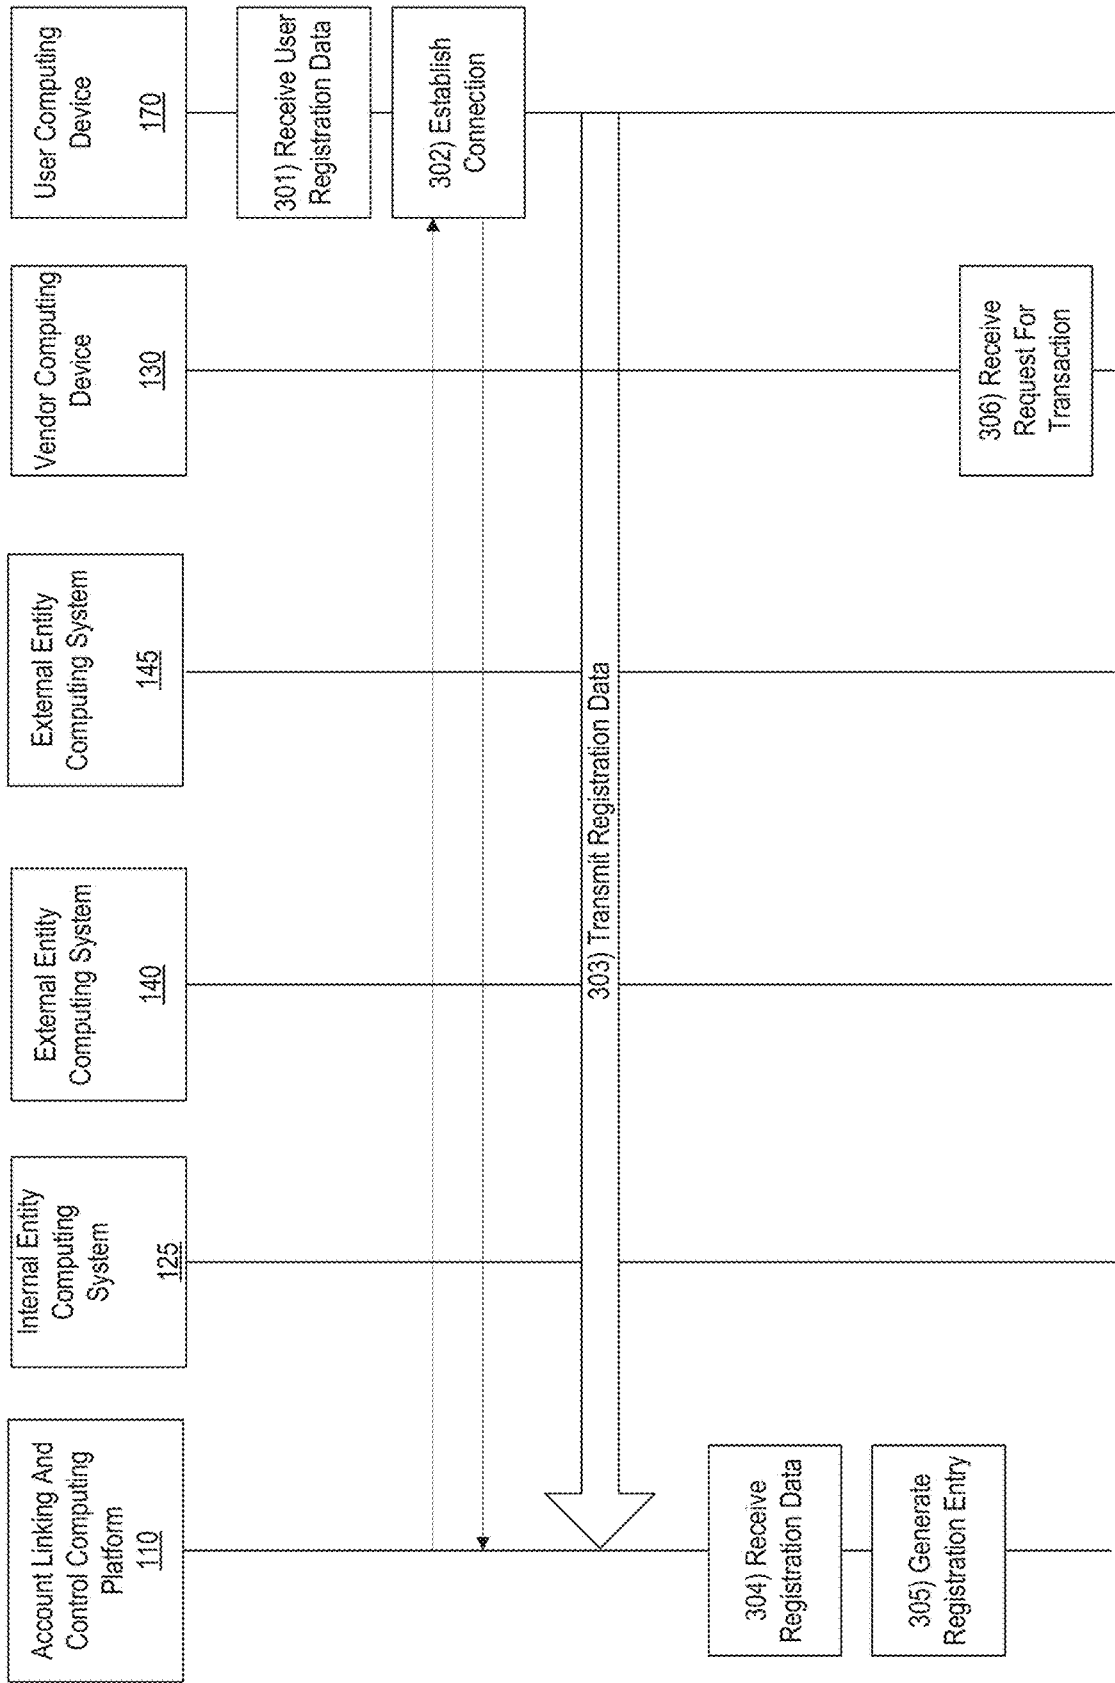 Account Linking And
Control Computing
Platform
110
Internal Entity
Computing
System
125
External Entity
Computing System
140
External Entity
Computing System
145
Vendor Computing
Device
130
User Computing
Device
170
301) Receive User
Registration Data
302) Establish
Connection
303) Transmit Registration Data
304) Receive
Registration Data
305) Generate
Registration Entry
306) Receive
Request For
Transaction